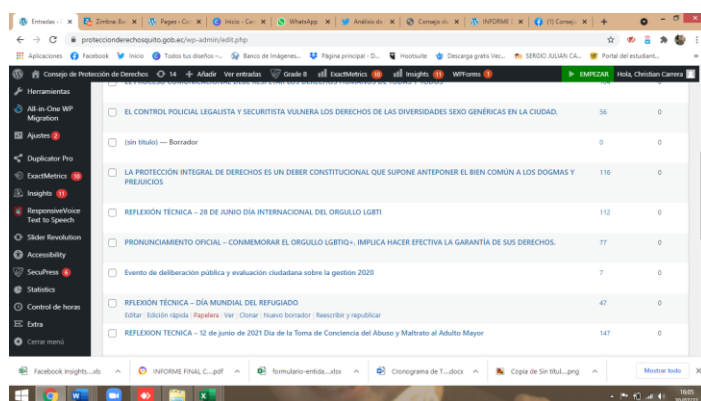 Entradas ‹ C
Zimbra: Ba
Pages ‹ Con
Inicio - Can
WhatsApp
Análisis de
Consejo de
INFORME
(1) Consejo
proteccionderechosquito.gob.ec/wp-admin/edit.php
Aplicaciones
Facebook
Inicio
Todos tus diseños –...
Banco de Imágenes...
Página principal - D...
Hootsuite
Descarga gratis Vec...
SERGIO JULIAN CA...
Portal del estudiant...
Consejo de Protección de Derechos
14
Añadir
Ver entradas
Grade II
ExactMetrics 10
Insights 11
WPForms 1
EMPEZAR
Hola, Christian Carrera
Herramientas
All-in-One WP
Migration
Ajustes 2
Duplicator Pro
ExactMetrics 10
Insights 11
ResponsiveVoice
Text to Speech
Slider Revolution
Accessibility
SecuPress 6
Statistics
Control de horas
Extra
Cerrar menú
EL CONTROL POLICIAL LEGALISTA Y SECURITISTA VULNERA LOS DERECHOS DE LAS DIVERSIDADES SEXO GENÉRICAS EN LA CIUDAD. 56 0
(sin título) — Borrador 0 0
LA PROTECCIÓN INTEGRAL DE DERECHOS ES UN DEBER CONSTITUCIONAL QUE SUPONE ANTEPONER EL BIEN COMÚN A LOS DOGMAS Y 116 0
PREJUICIOS
REFLEXIÓN TÉCNICA – 28 DE JUNIO DÍA INTERNACIONAL DEL ORGULLO LGBTI 112 0
PRONUNCIAMIENTO OFICIAL – CONMEMORAR EL ORGULLO LGBTIQ+, IMPLICA HACER EFECTIVA LA GARANTÍA DE SUS DERECHOS. 77 0
Evento de deliberación pública y evaluación ciudadana sobre la gestión 2020 7 0
RFLEXIÓN TÉCNICA – DÍA MUNDIAL DEL REFUGIADO 47 0
Editar | Edición rápida | Papelera | Ver | Clonar | Nuevo borrador | Reescribir y republicar
REFLEXION TECNICA – 12 de junio de 2021 Día de la Toma de Conciencia del Abuso y Maltrato al Adulto Mayor 147 0
Facebook Insights...xls
INFORME FINAL C...pdf
formulario-entida...xlsx
Cronograma de T...docx
Copia de Sin títul...png
Mostrar todo
16:05